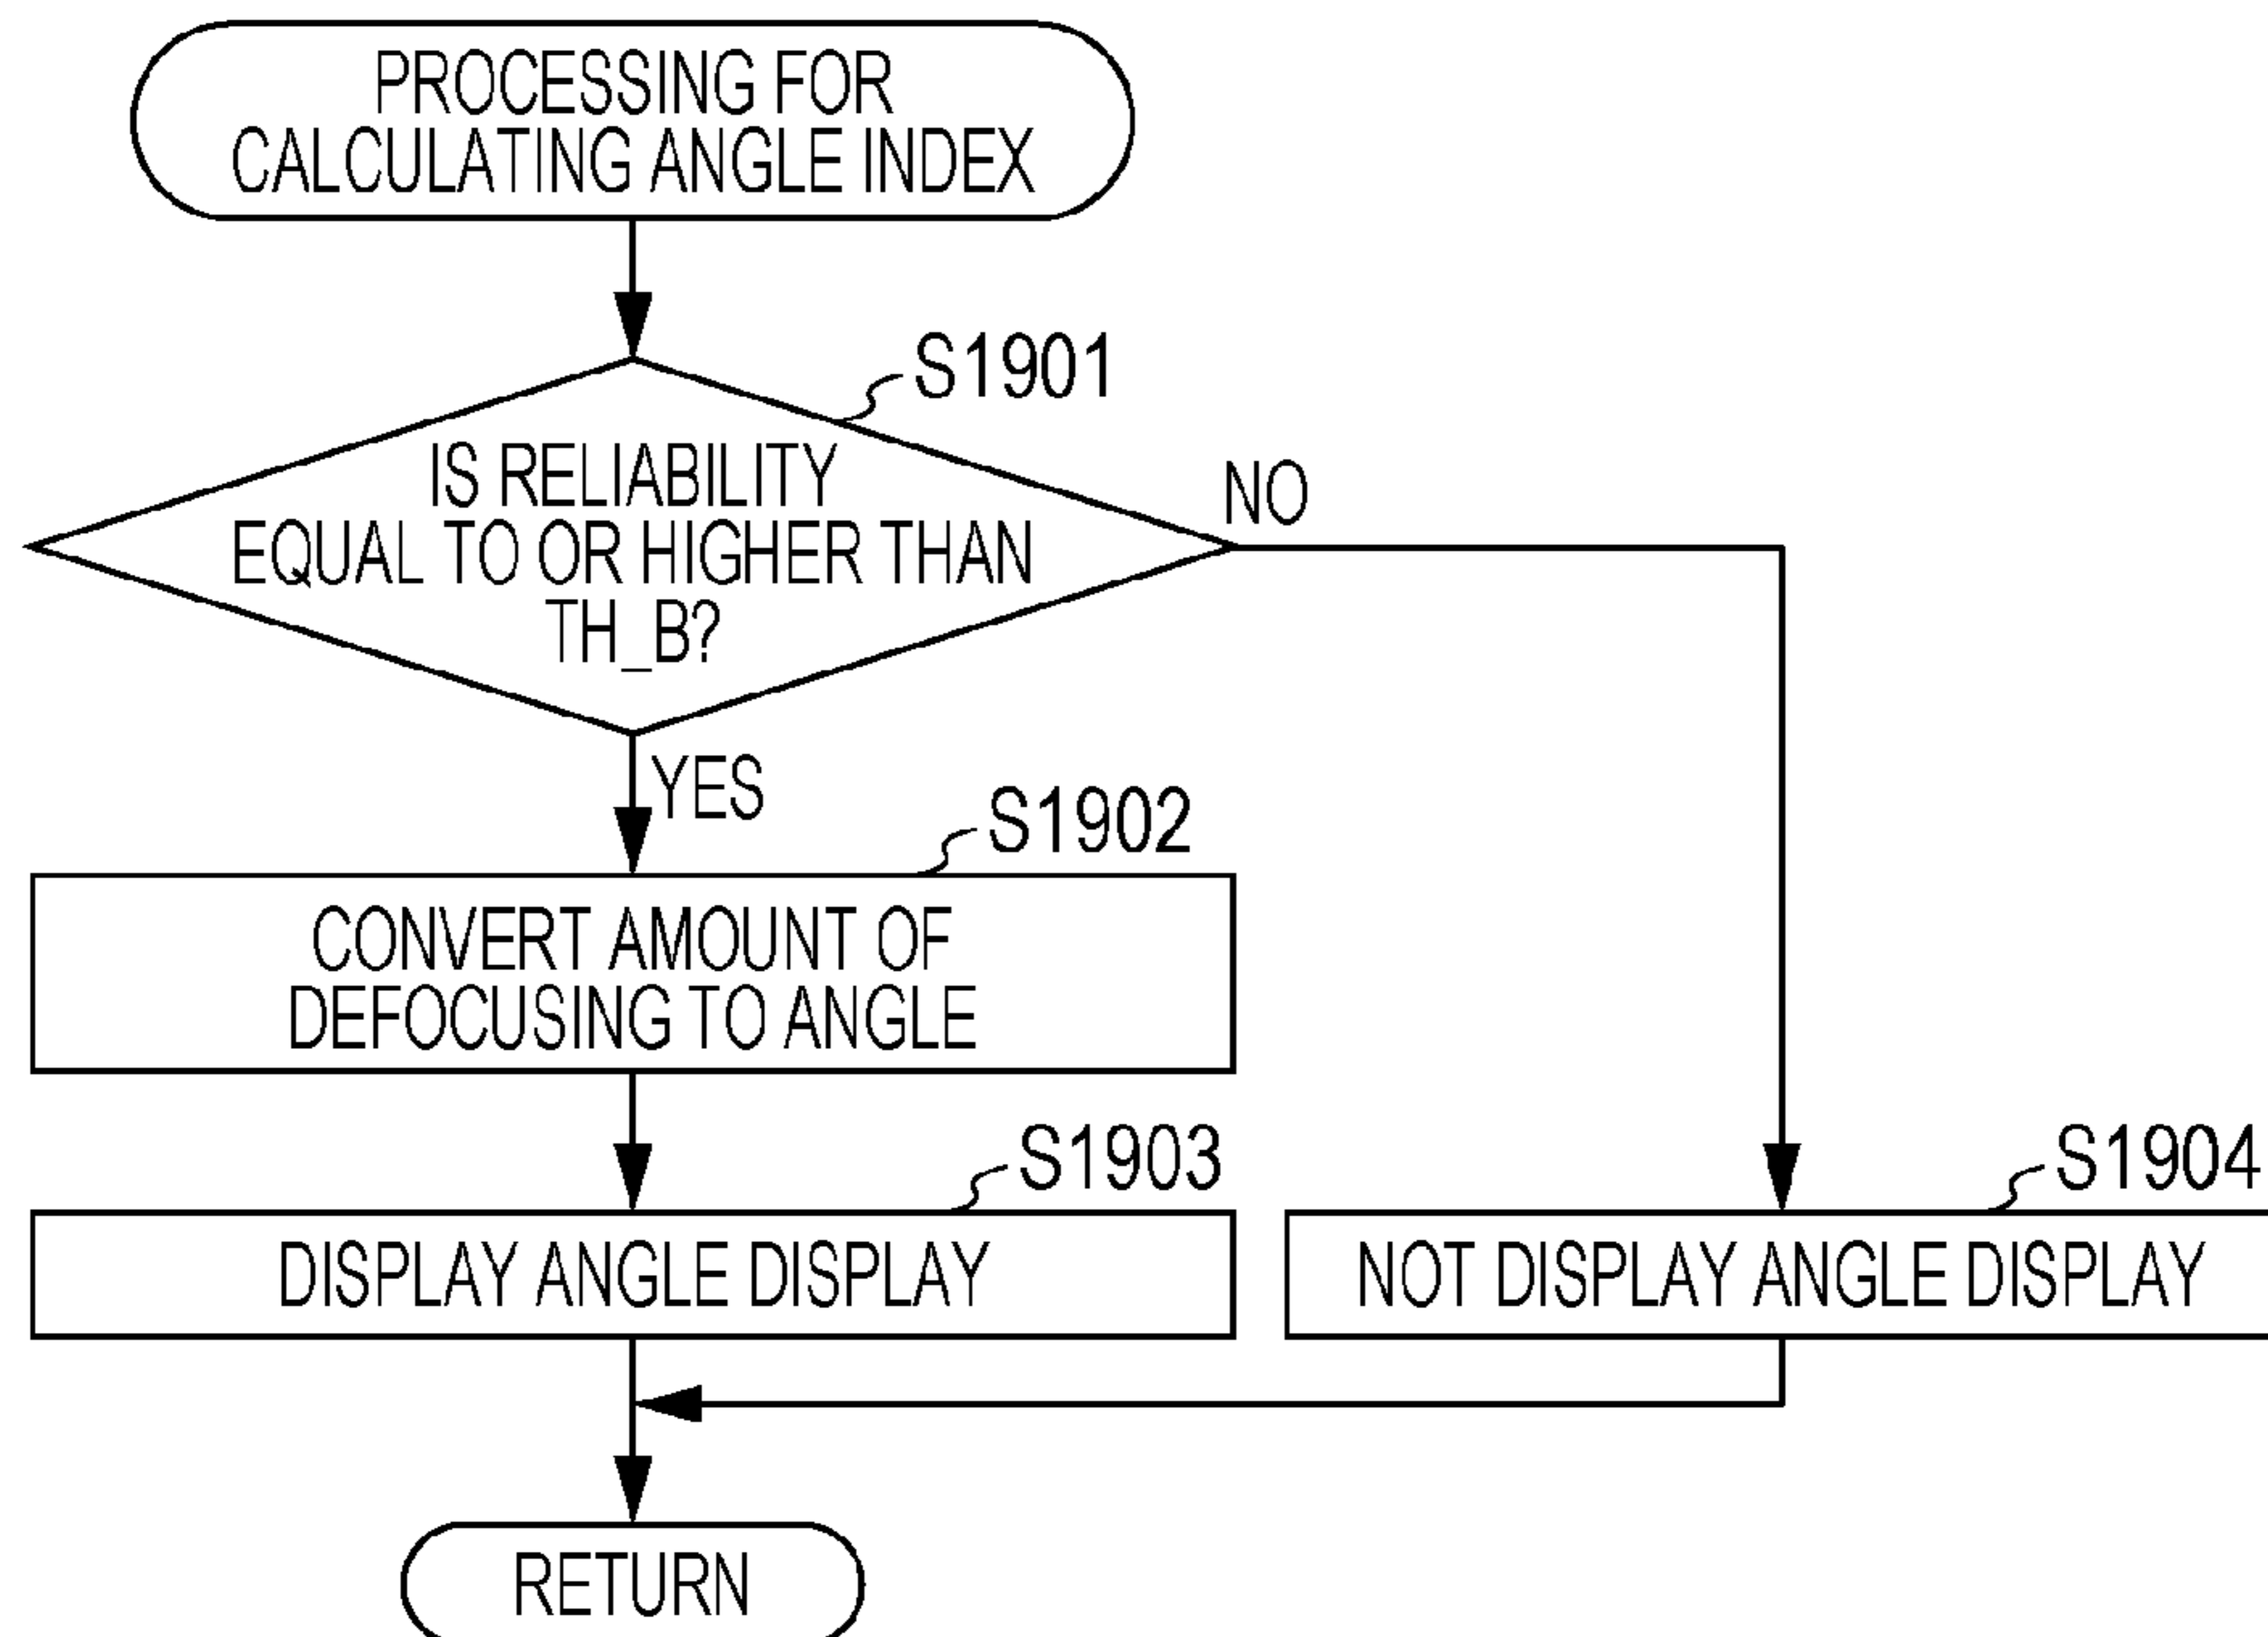 PROCESSING FOR
CALCULATING ANGLE INDEX
S1901
IS RELIABILITY
EQUAL TO OR HIGHER THAN
TH_B?
NO
YES
S1902
CONVERT AMOUNT OF
DEFOCUSING TO ANGLE
S1903
DISPLAY ANGLE DISPLAY
S1904
NOT DISPLAY ANGLE DISPLAY
RETURN